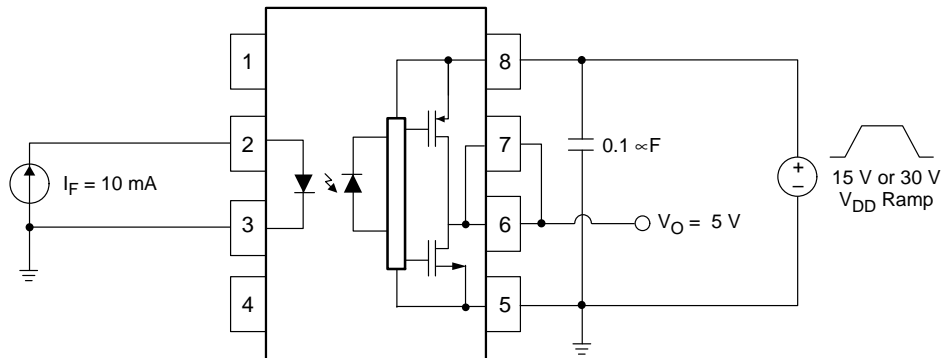 1
8
2
7
I_F = 10 mA
0.1 ∝F
+
−
15 V or 30 V
V_DD Ramp
3
6
V_O = 5 V
4
5